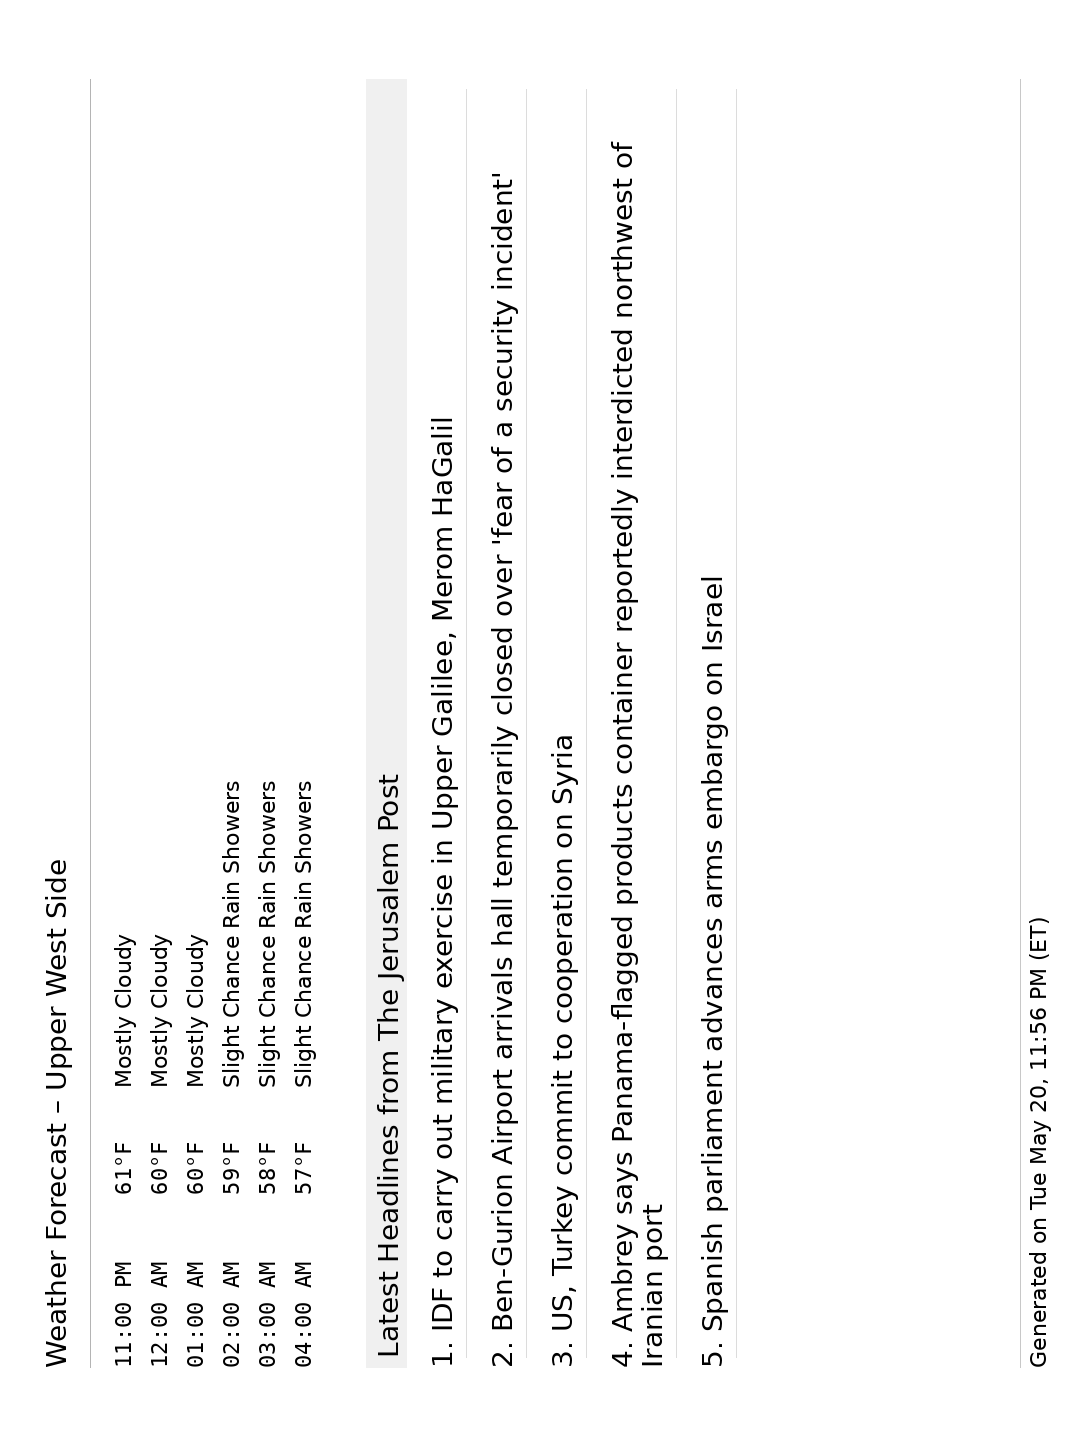 Weather Forecast – Upper West Side
11:00 PM 61°F Mostly Cloudy
12:00 AM 60°F Mostly Cloudy
01:00 AM 60°F Mostly Cloudy
02:00 AM 59°F Slight Chance Rain Showers
03:00 AM 58°F Slight Chance Rain Showers
04:00 AM 57°F Slight Chance Rain Showers
Latest Headlines from The Jerusalem Post
1. IDF to carry out military exercise in Upper Galilee, Merom HaGalil
2. Ben-Gurion Airport arrivals hall temporarily closed over 'fear of a security incident'
3. US, Turkey commit to cooperation on Syria
4. Ambrey says Panama-flagged products container reportedly interdicted northwest of
Iranian port
5. Spanish parliament advances arms embargo on Israel
Generated on Tue May 20, 11:56 PM (ET)